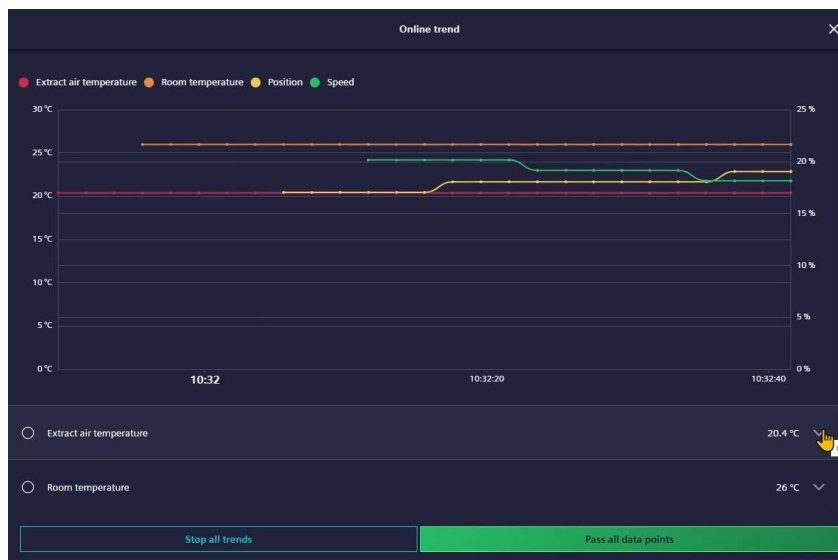 Online trend
Extract air temperature Room temperature Position Speed
30 °C 25 %
25 °C
20 %
20 °C
15 %
15 °C
10 %
10 °C
5 %
5 °C
0 °C 0 %
10:32 10:32:20 10:32:40
Extract air temperature 20.4 °C
Room temperature 26 °C
Stop all trends Pass all data points